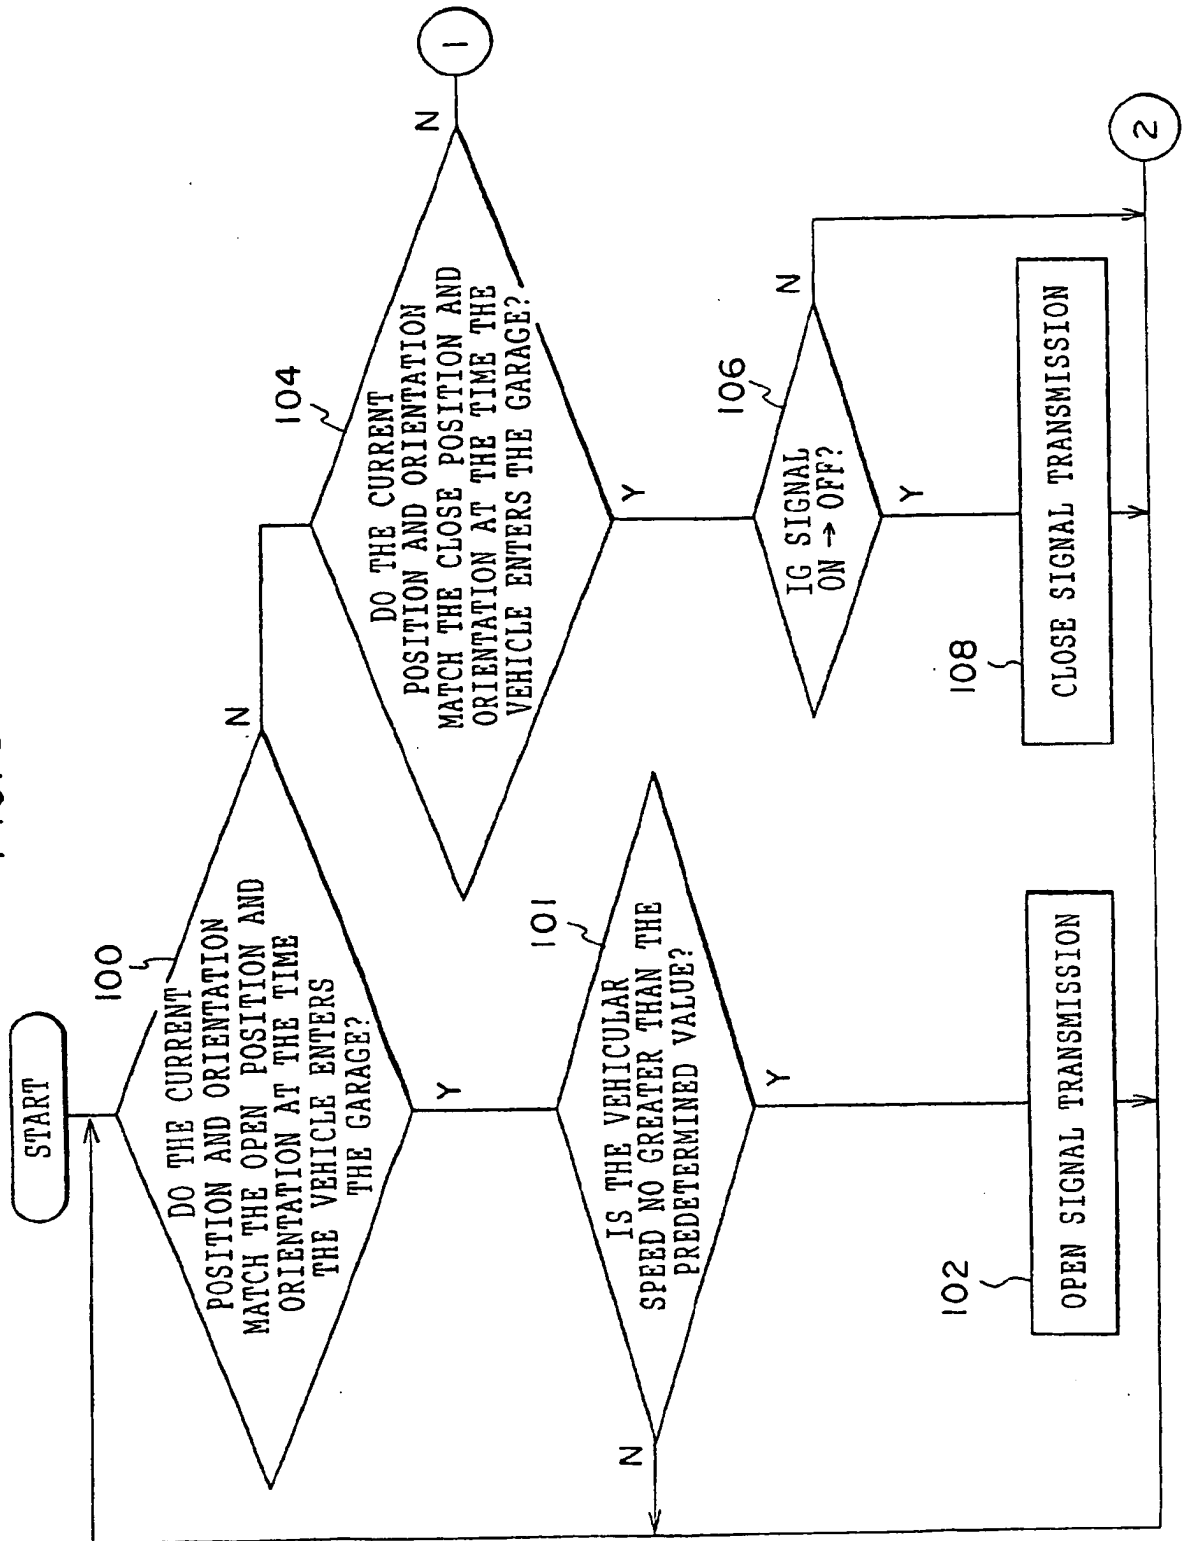 START
100
DO THE CURRENT
POSITION AND ORIENTATION
MATCH THE OPEN POSITION AND
ORIENTATION AT THE TIME
THE VEHICLE ENTERS
THE GARAGE?
N
Y
101
IS THE VEHICULAR
SPEED NO GREATER THAN THE
PREDETERMINED VALUE?
N
Y
102
OPEN SIGNAL TRANSMISSION
104
DO THE CURRENT
POSITION AND ORIENTATION
MATCH THE CLOSE POSITION AND
ORIENTATION AT THE TIME THE
VEHICLE ENTERS THE GARAGE?
N
1
Y
106
IG SIGNAL
ON → OFF?
N
Y
108
CLOSE SIGNAL TRANSMISSION
2